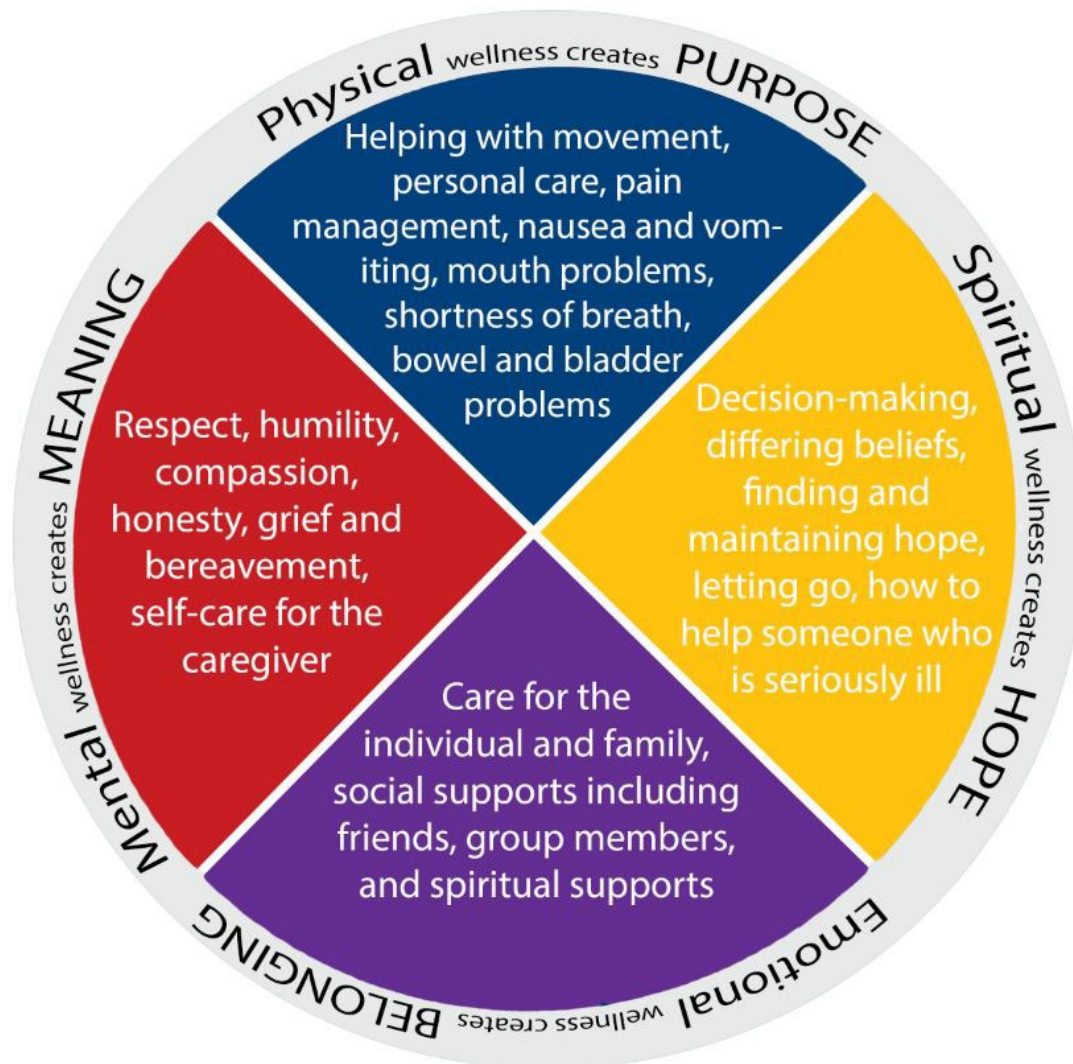 Physical wellness creates PURPOSE
Helping with movement,
personal care, pain
management, nausea and vom-
iting, mouth problems,
shortness of breath,
bowel and bladder
problems
Spiritual wellness creates HOPE
Decision-making,
differing beliefs,
finding and
maintaining hope,
letting go, how to
help someone who
is seriously ill
Emotional wellness creates BELONGING
Care for the
individual and family,
social supports including
friends, group members,
and spiritual supports
Mental wellness creates MEANING
Respect, humility,
compassion,
honesty, grief and
bereavement,
self-care for the
caregiver